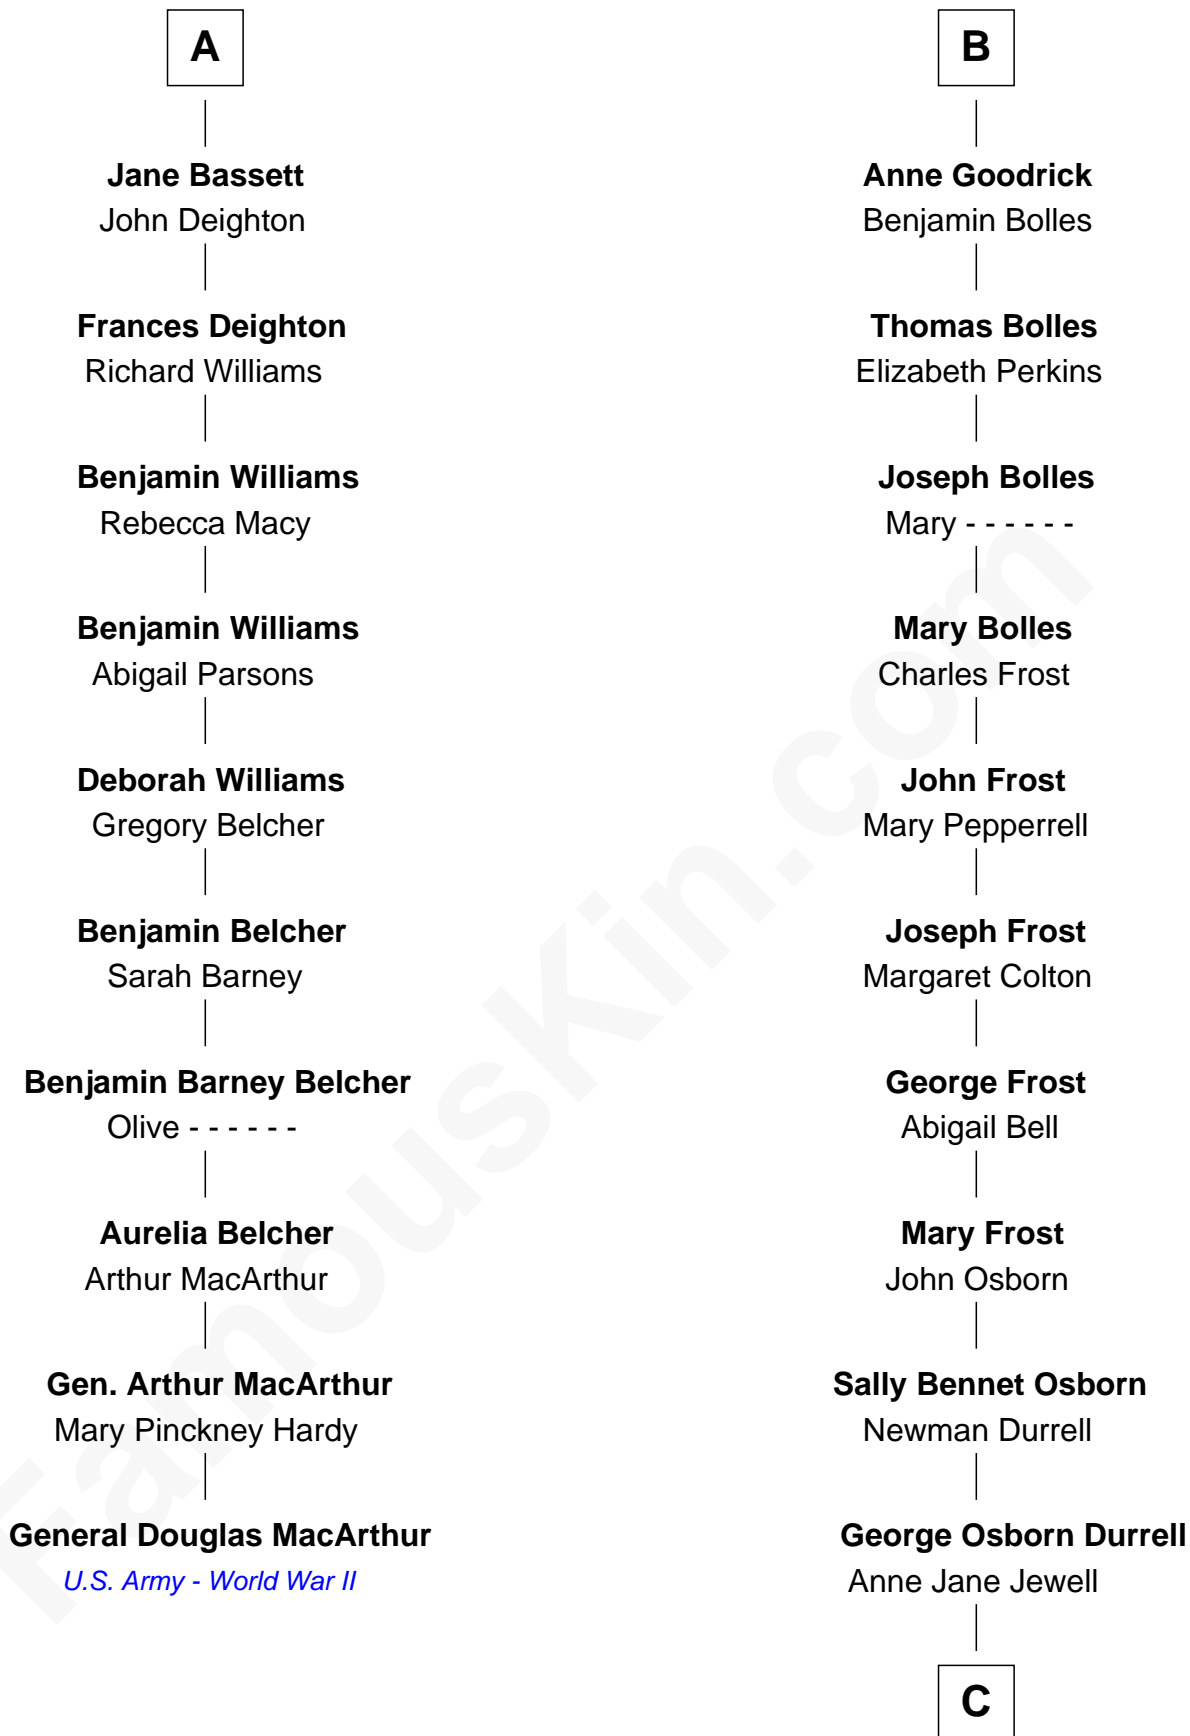 A
Jane Bassett
John Deighton
Frances Deighton
Richard Williams
Benjamin Williams
Rebecca Macy
Benjamin Williams
Abigail Parsons
Deborah Williams
Gregory Belcher
Benjamin Belcher
Sarah Barney
Benjamin Barney Belcher
Olive - - - - - -
Aurelia Belcher
Arthur MacArthur
Gen. Arthur MacArthur
Mary Pinckney Hardy
General Douglas MacArthur
U.S. Army - World War II
B
Anne Goodrick
Benjamin Bolles
Thomas Bolles
Elizabeth Perkins
Joseph Bolles
Mary - - - - - -
Mary Bolles
Charles Frost
John Frost
Mary Pepperrell
Joseph Frost
Margaret Colton
George Frost
Abigail Bell
Mary Frost
John Osborn
Sally Bennet Osborn
Newman Durrell
George Osborn Durrell
Anne Jane Jewell
C
FamousKin.com